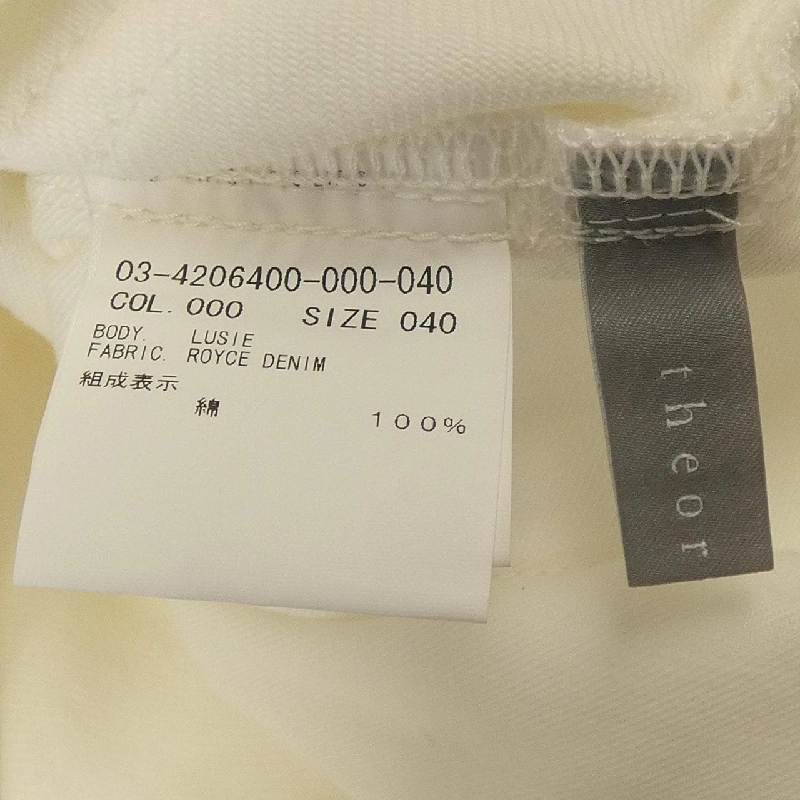 03-4206400-000-040
COL. 000 SIZE 040
BODY. LUSIE
FABRIC. ROYCE DENIM
組成表示
綿 100%
theor